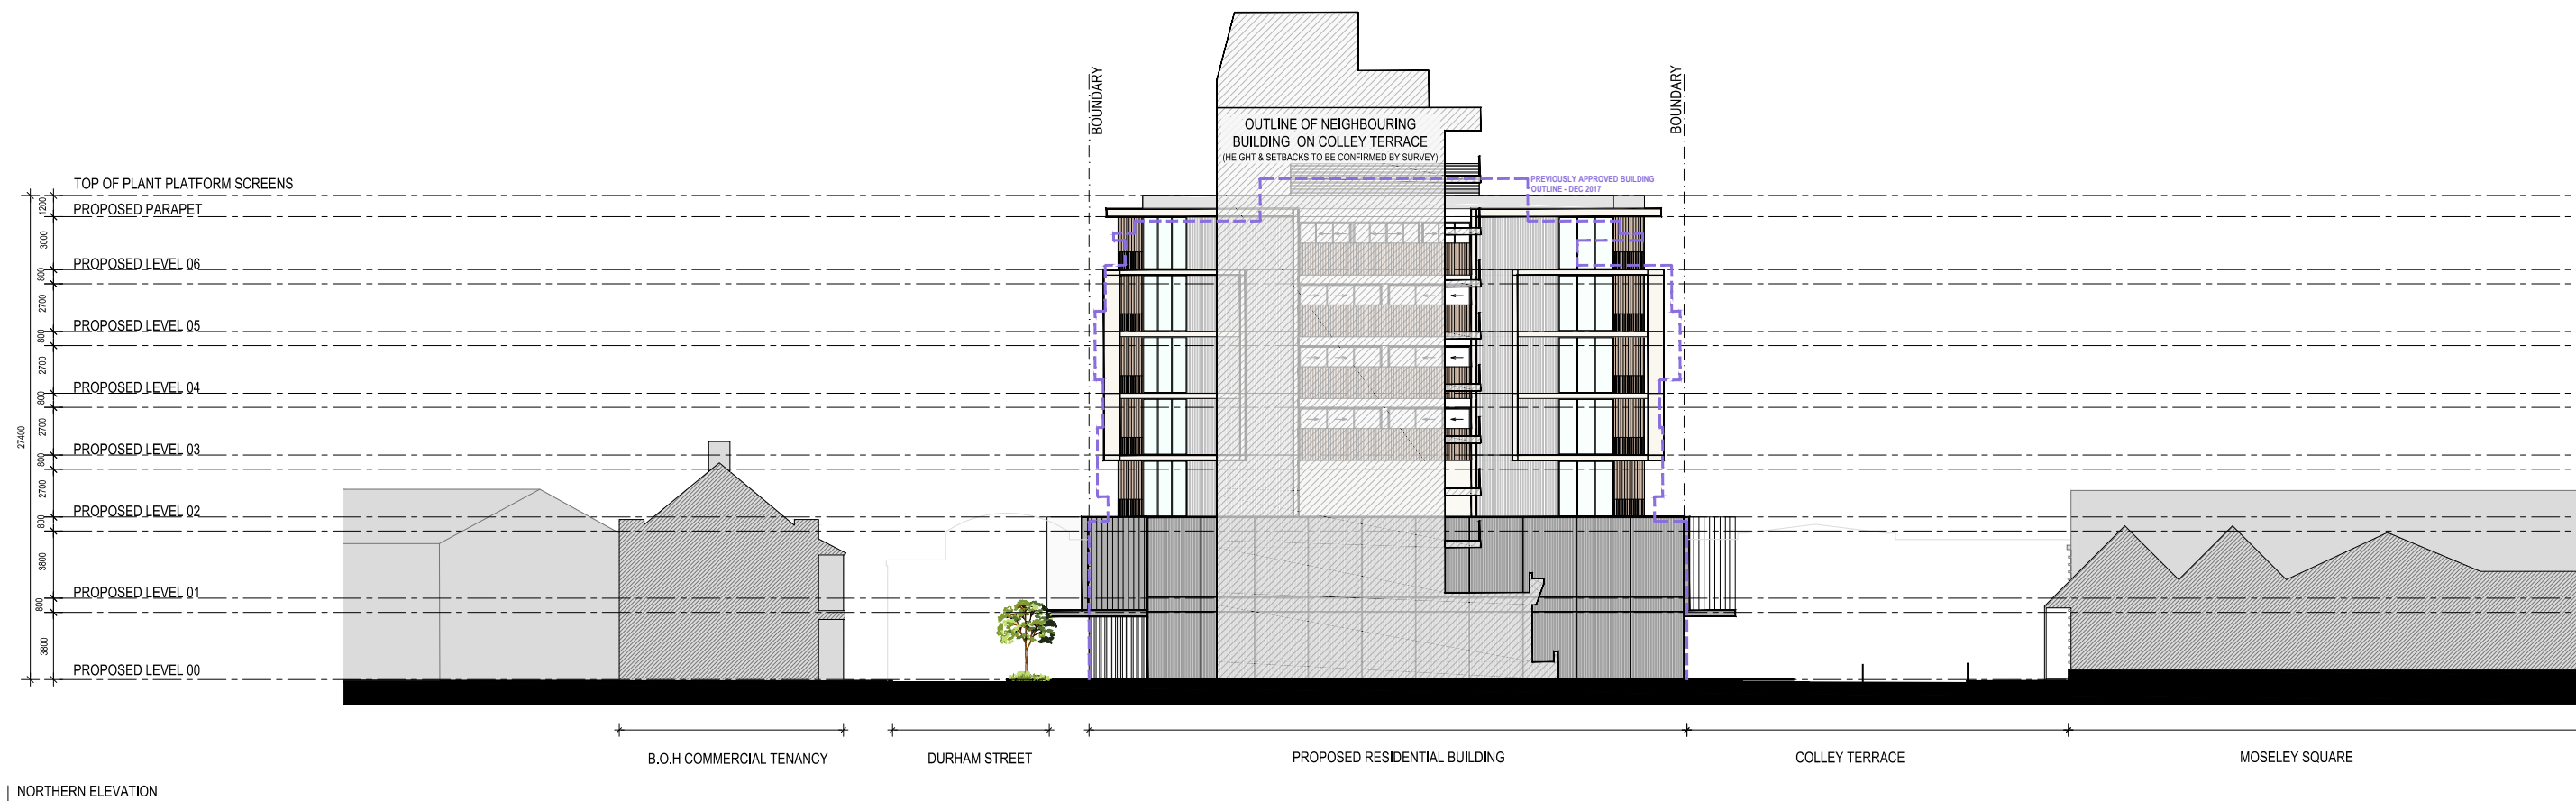 BOUNDARY
BOUNDARY
OUTLINE OF NEIGHBOURING
BUILDING ON COLLEY TERRACE
(HEIGHT & SETBACKS TO BE CONFIRMED BY SURVEY)
PREVIOUSLY APPROVED BUILDING
OUTLINE - DEC 2017
TOP OF PLANT PLATFORM SCREENS
1200
PROPOSED PARAPET
3000
PROPOSED LEVEL 06
800
2700
PROPOSED LEVEL 05
800
2700
PROPOSED LEVEL 04
800
2700
27400
PROPOSED LEVEL 03
800
2700
PROPOSED LEVEL 02
800
3800
PROPOSED LEVEL 01
800
3800
PROPOSED LEVEL 00
B.O.H COMMERCIAL TENANCY
DURHAM STREET
PROPOSED RESIDENTIAL BUILDING
COLLEY TERRACE
MOSELEY SQUARE
NORTHERN ELEVATION